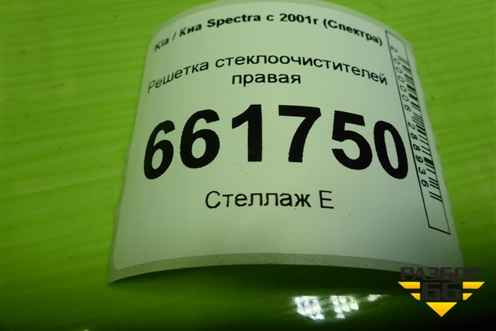 Kia / Киа Spectra с 2001г (Спектра)
Решетка стеклоочистителей
правая
661750
Стеллаж Е
РАЗБОР
66